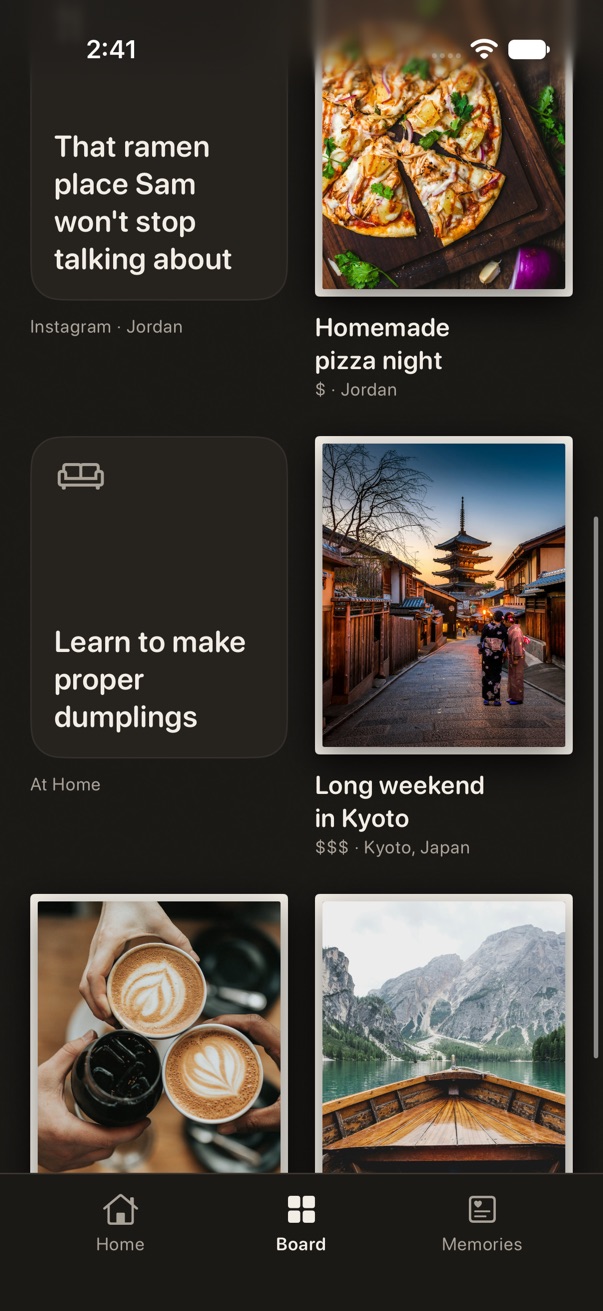 2:41
That ramen
place Sam
won't stop
talking about
Instagram · Jordan
Homemade
pizza night
$ · Jordan
Learn to make
proper
dumplings
At Home
Long weekend
in Kyoto
$$$ · Kyoto, Japan
Home
Board
Memories